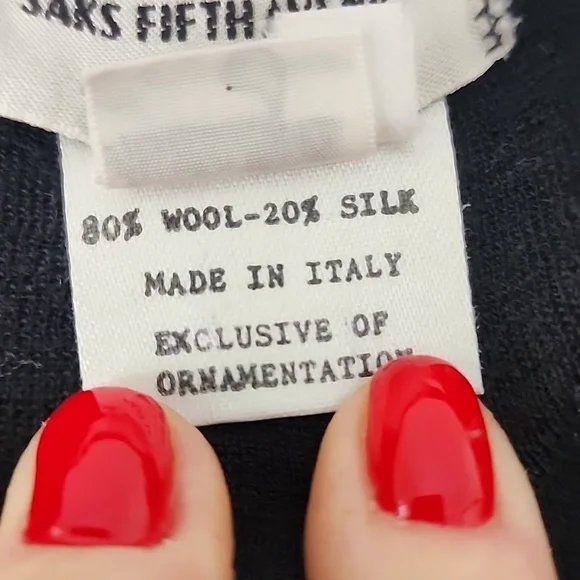 SAKS FIFTH
80% WOOL-20% SILK
MADE IN ITALY
EXCLUSIVE OF
ORNAMENTATION